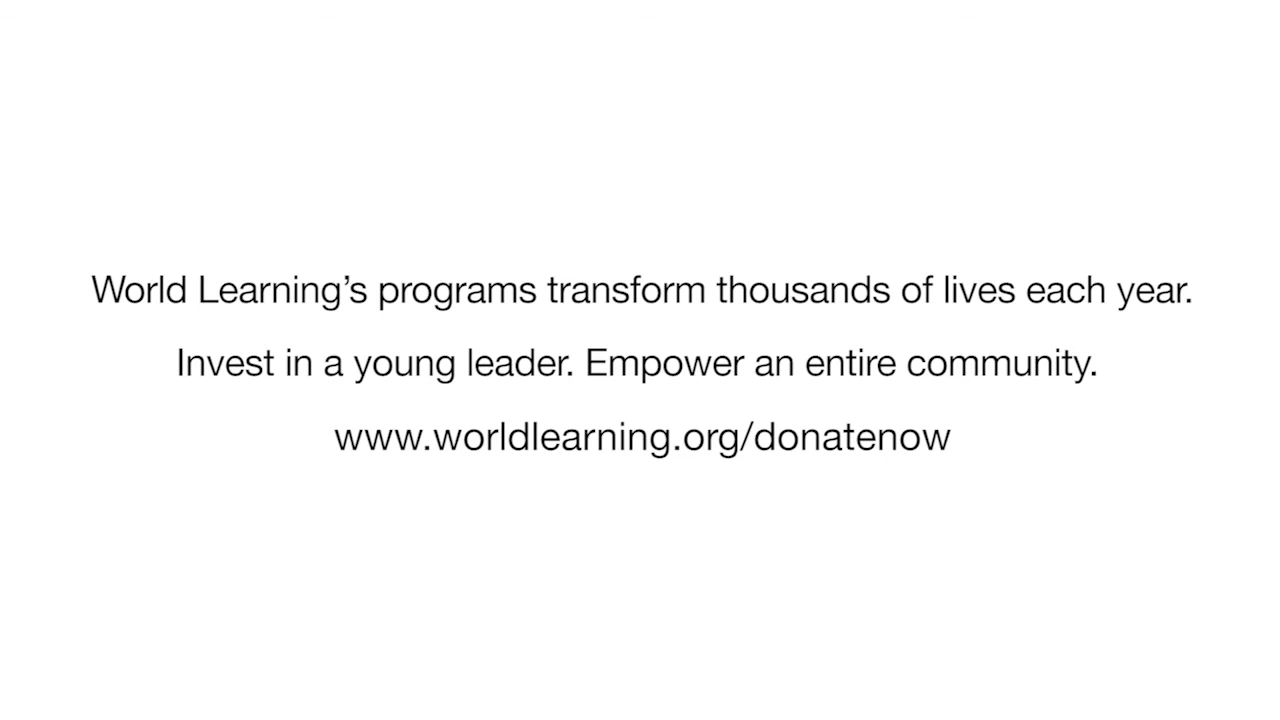 World Learning’s programs transform thousands of lives each year.
Invest in a young leader. Empower an entire community.
www.worldlearning.org/donatenow